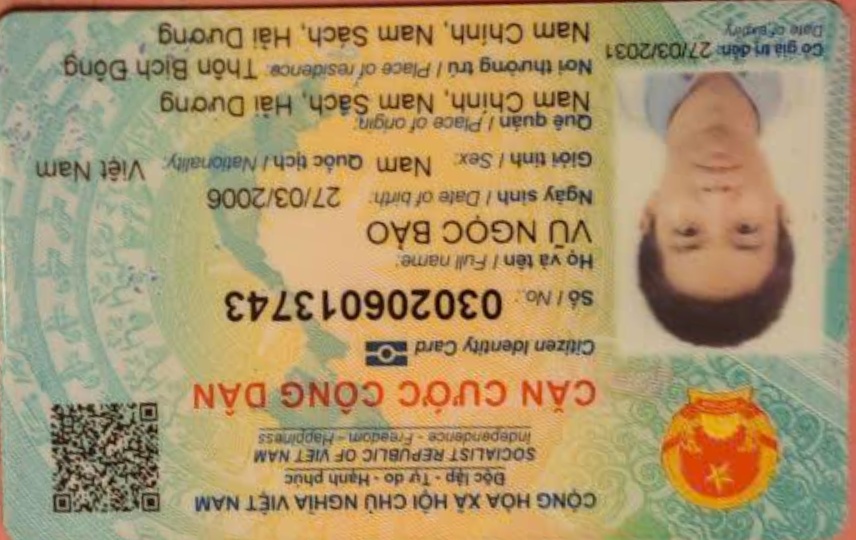 CỘNG HÒA XÃ HỘI CHỦ NGHĨA VIỆT NAM
Độc lập - Tự do - Hạnh phúc
SOCIALIST REPUBLIC OF VIET NAM
Independence - Freedom - Happiness
CĂN CƯỚC CÔNG DÂN
Citizen Identity Card
Số / No.: 030206013743
Họ và tên / Full name:
VŨ NGỌC BẢO
Ngày sinh / Date of birth: 27/03/2006
Giới tính / Sex: Nam Quốc tịch / Nationality: Việt Nam
Quê quán / Place of origin:
Nam Chính, Nam Sách, Hải Dương
Nơi thường trú / Place of residence: Thôn Bịch Động
Nam Chính, Nam Sách, Hải Dương
Có giá trị đến: 27/03/2031
Date of expiry